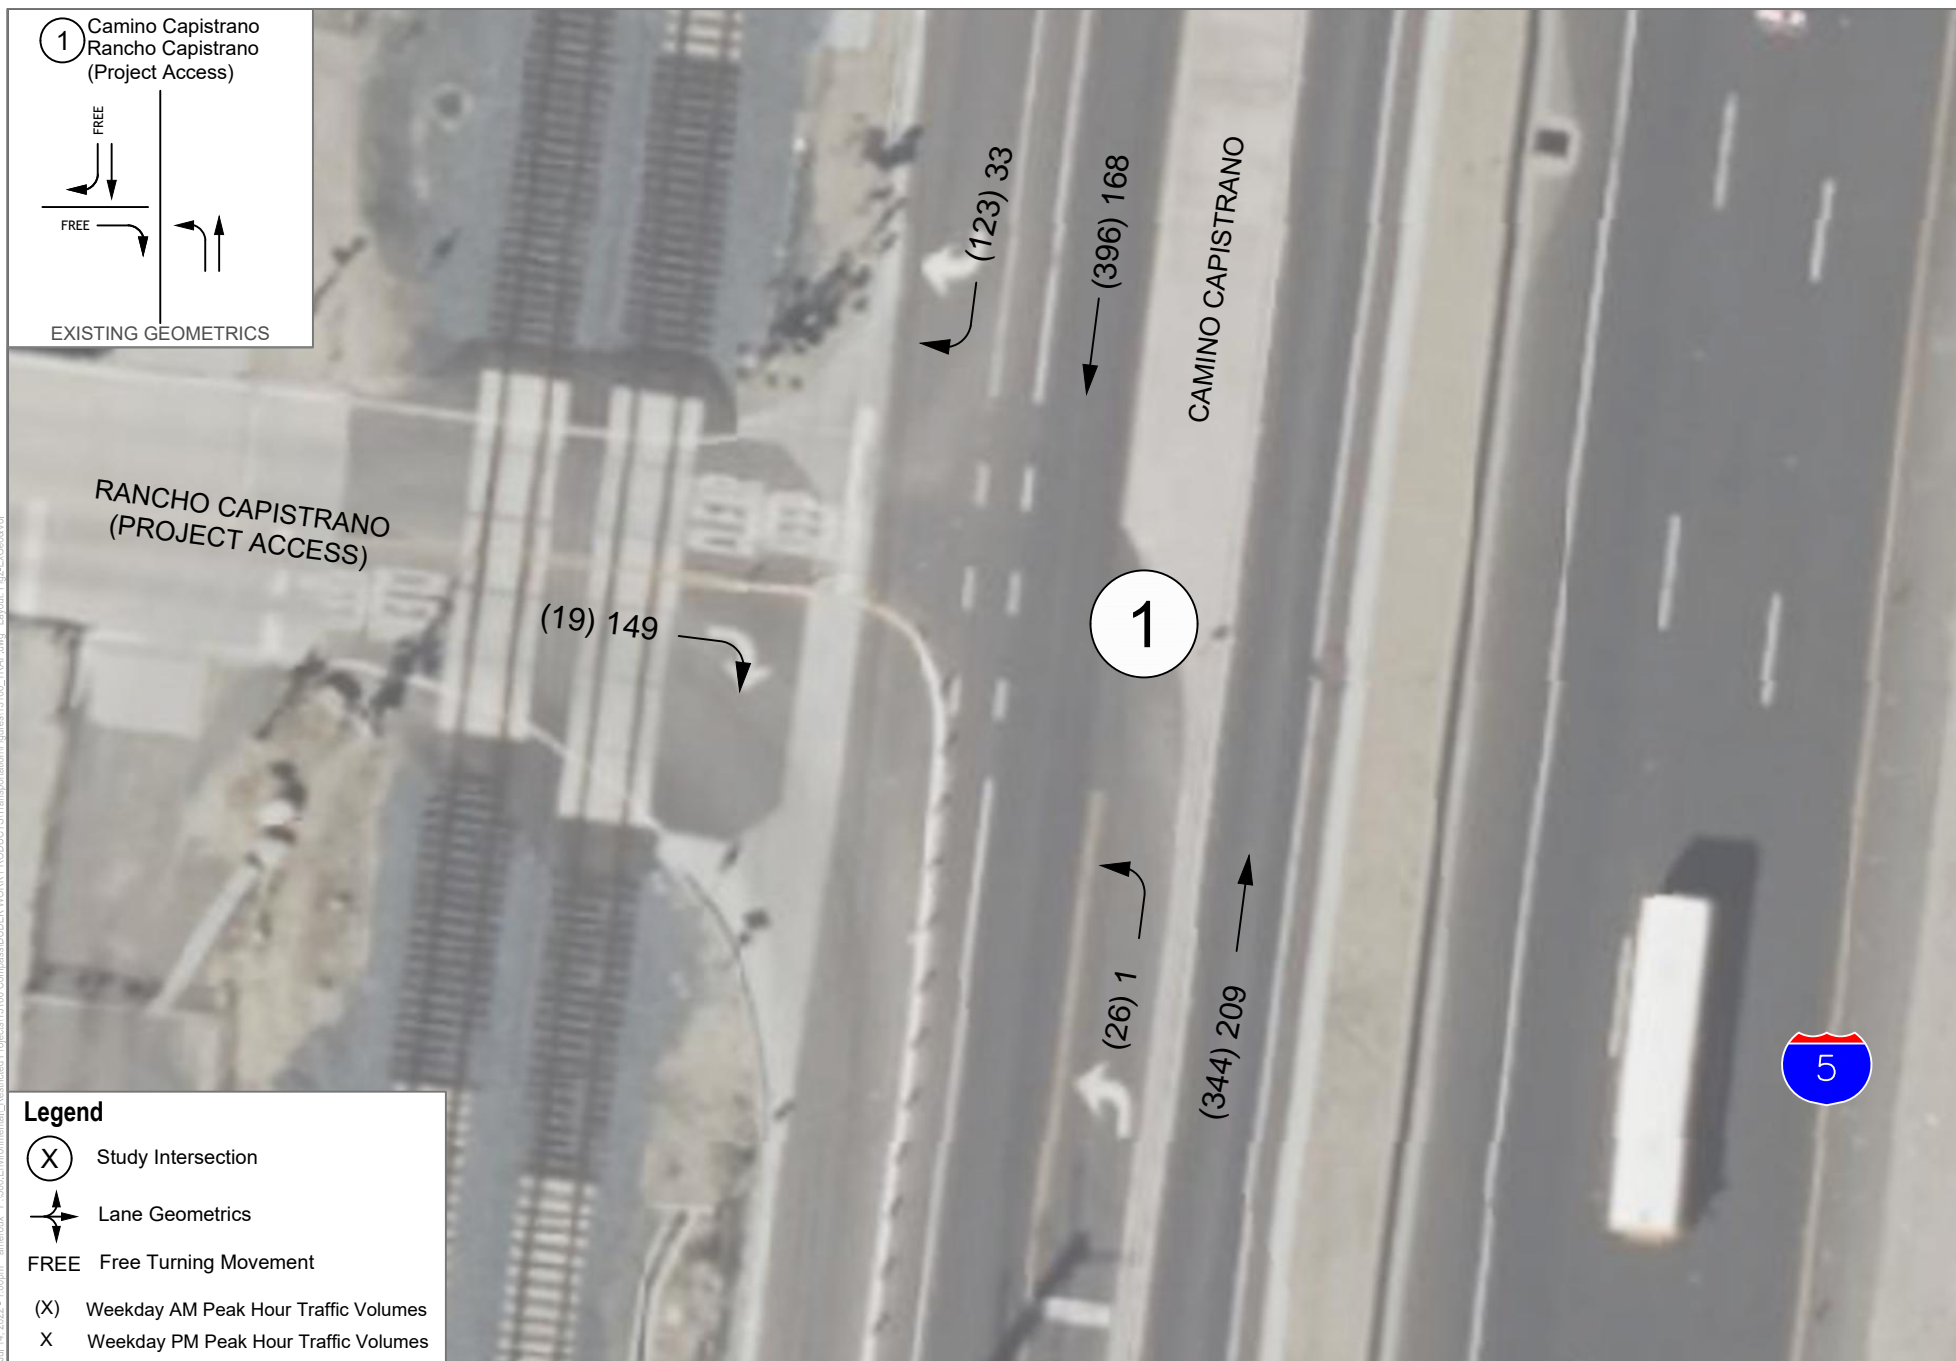 1
Camino Capistrano
Rancho Capistrano
(Project Access)
FREE
FREE
EXISTING GEOMETRICS
(123) 33
(396) 168
CAMINO CAPISTRANO
RANCHO CAPISTRANO
(PROJECT ACCESS)
(19) 149
1
(26) 1
(344) 209
5
Legend
X Study Intersection
Lane Geometrics
FREE Free Turning Movement
(X) Weekday AM Peak Hour Traffic Volumes
X Weekday PM Peak Hour Traffic Volumes